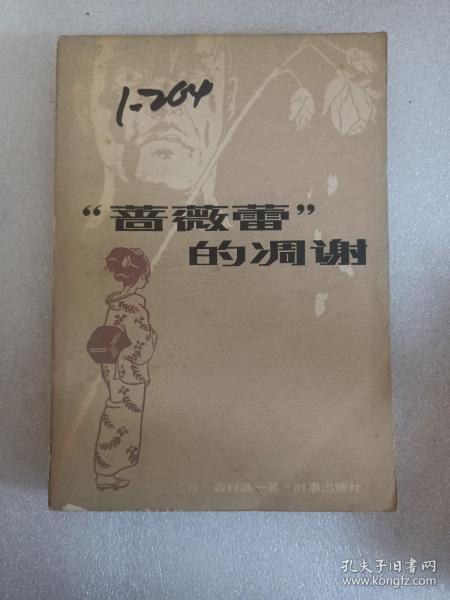 1-204
“蔷薇蕾”
的凋谢
〔日〕森村诚一著·时事出版社
孔夫子旧书网
www.kongfz.com